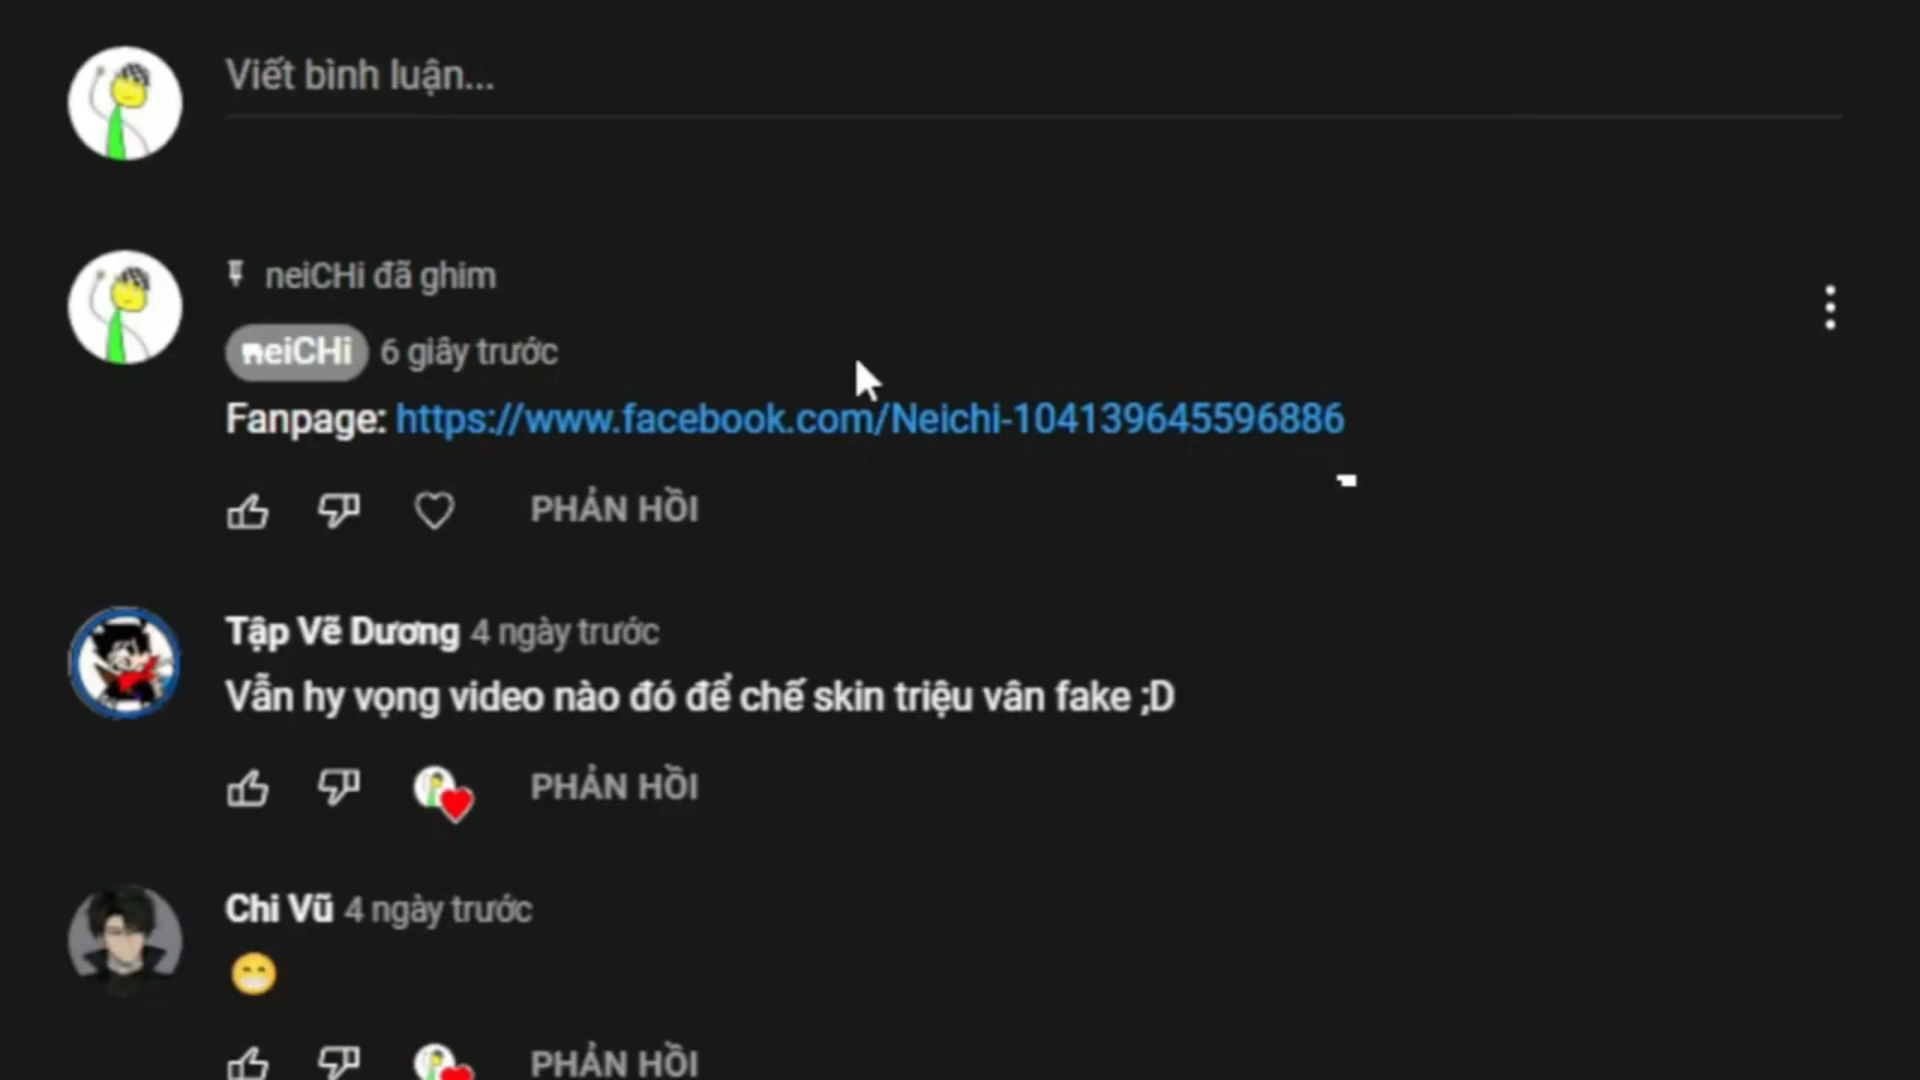 Viết bình luận...
neiCHi đã ghim
neiCHi 6 giây trước
Fanpage: https://www.facebook.com/Neichi-104139645596886
PHẢN HỒI
Tập Vẽ Dương 4 ngày trước
Vẫn hy vọng video nào đó để chế skin triệu vân fake ;D
PHẢN HỒI
Chi Vũ 4 ngày trước
😁
PHẢN HỒI